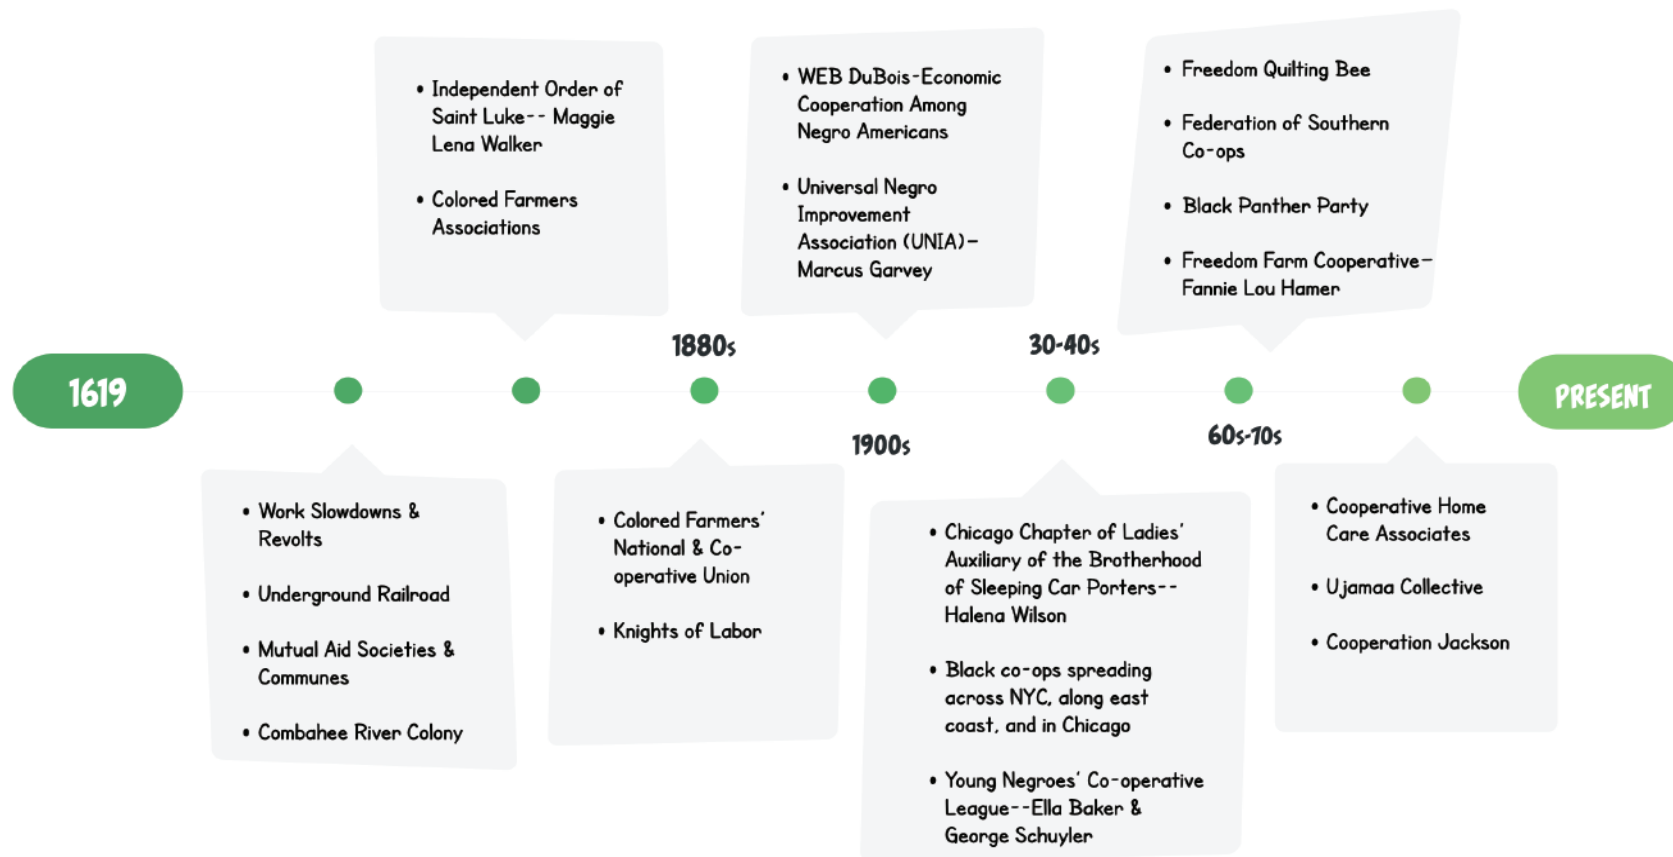 • Independent Order of
Saint Luke-- Maggie
Lena Walker
• Colored Farmers
Associations
• WEB DuBois-Economic
Cooperation Among
Negro Americans
• Universal Negro
Improvement
Association (UNIA)–
Marcus Garvey
• Freedom Quilting Bee
• Federation of Southern
Co-ops
• Black Panther Party
• Freedom Farm Cooperative–
Fannie Lou Hamer
1880s
30-40s
1619
PRESENT
1900s
60s-70s
• Work Slowdowns &
Revolts
• Underground Railroad
• Mutual Aid Societies &
Communes
• Combahee River Colony
• Colored Farmers’
National & Co-
operative Union
• Knights of Labor
• Chicago Chapter of Ladies’
Auxiliary of the Brotherhood
of Sleeping Car Porters--
Halena Wilson
• Black co-ops spreading
across NYC, along east
coast, and in Chicago
• Young Negroes’ Co-operative
League--Ella Baker &
George Schuyler
• Cooperative Home
Care Associates
• Ujamaa Collective
• Cooperation Jackson